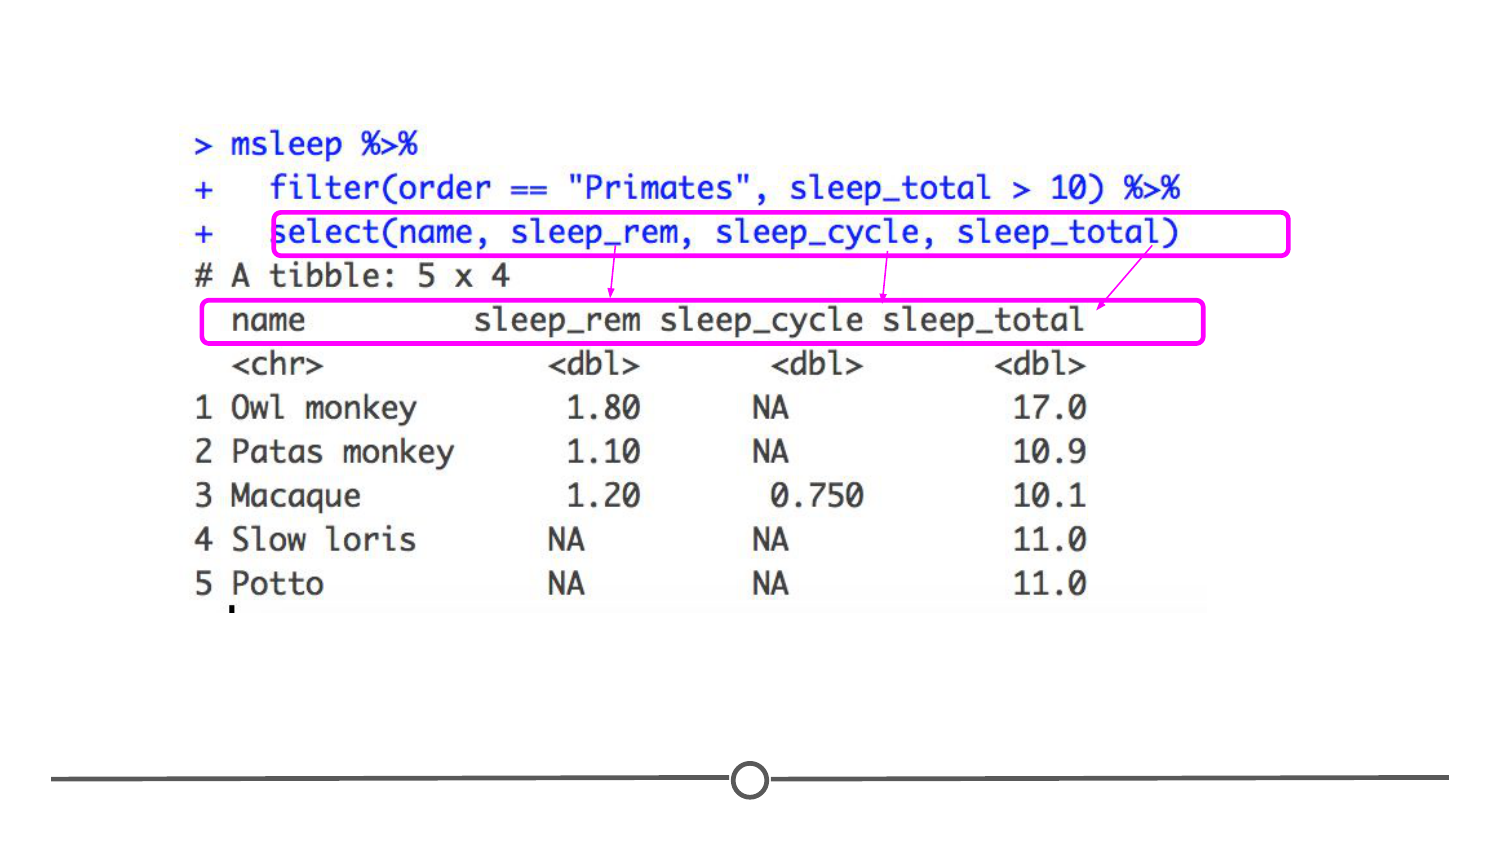 > msleep %>%
+   filter(order == "Primates", sleep_total > 10) %>%
+   select(name, sleep_rem, sleep_cycle, sleep_total)
# A tibble: 5 x 4
  name         sleep_rem sleep_cycle sleep_total
  <chr>            <dbl>       <dbl>       <dbl>
1 Owl monkey        1.80      NA            17.0
2 Patas monkey      1.10      NA            10.9
3 Macaque           1.20       0.750        10.1
4 Slow loris       NA         NA            11.0
5 Potto            NA         NA            11.0